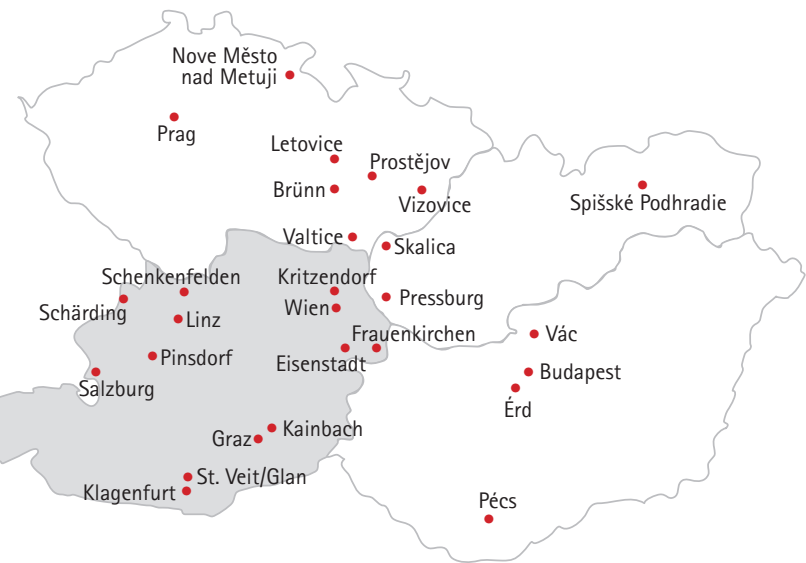 Nove Město
nad Metuji
Prag
Letovice
Prostějov
Brünn
Vizovice
Spišské Podhradie
Valtice
Skalica
Schenkenfelden
Kritzendorf
Schärding
Linz
Wien
Pressburg
Frauenkirchen
Vác
Pinsdorf
Eisenstadt
Budapest
Salzburg
Érd
Kainbach
Graz
St. Veit/Glan
Klagenfurt
Pécs